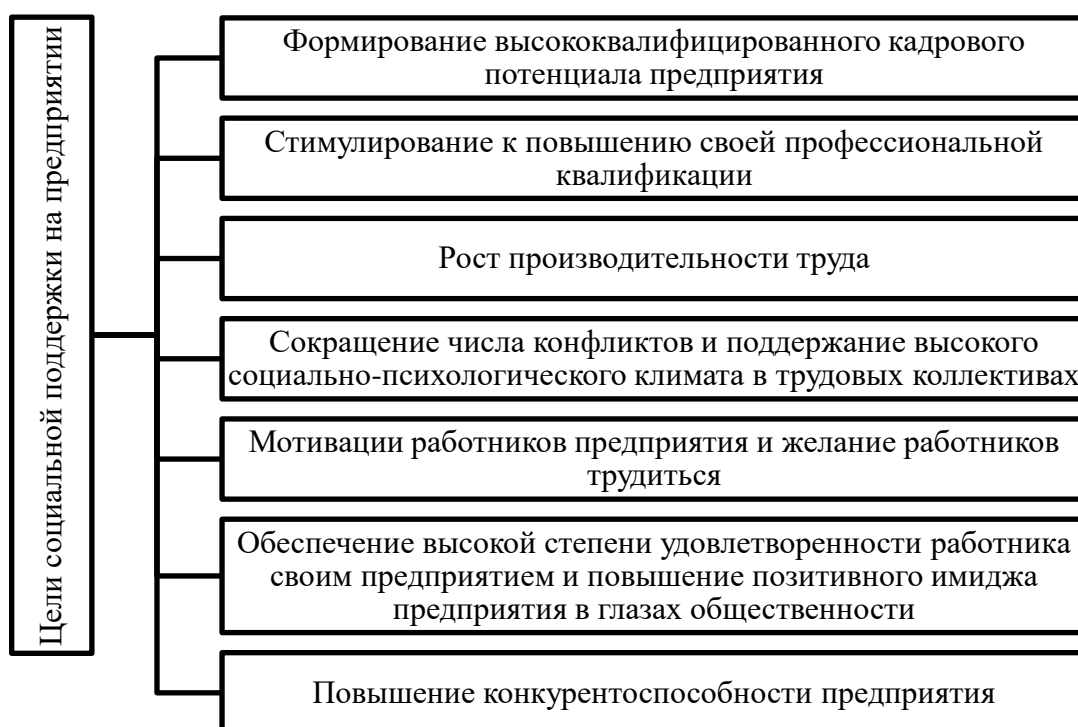 Цели социальной поддержки на предприятии
Формирование высококвалифицированного кадрового
потенциала предприятия
Стимулирование к повышению своей профессиональной
квалификации
Рост производительности труда
Сокращение числа конфликтов и поддержание высокого
социально-психологического климата в трудовых коллективах
Мотивации работников предприятия и желание работников
трудиться
Обеспечение высокой степени удовлетворенности работника
своим предприятием и повышение позитивного имиджа
предприятия в глазах общественности
Повышение конкурентоспособности предприятия